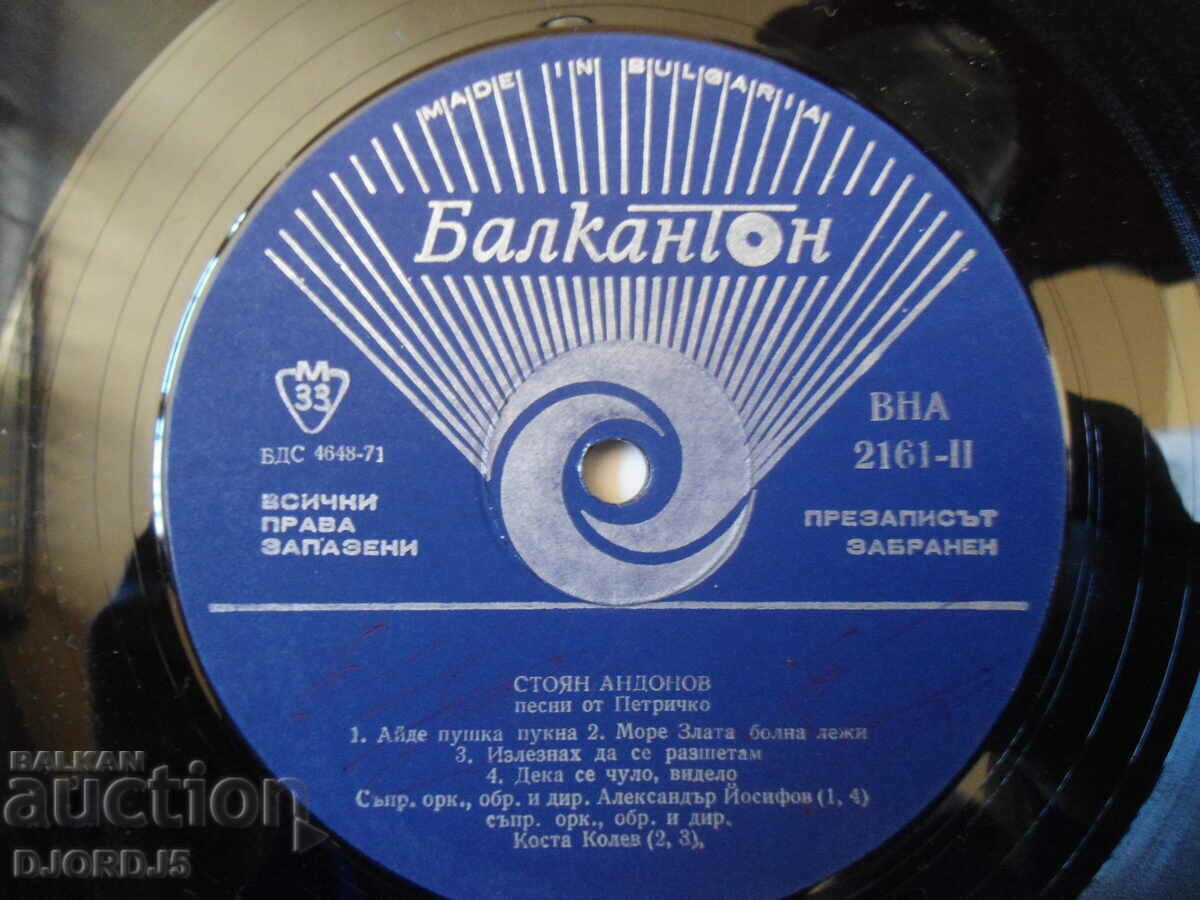 MADE IN BULGARIA
Балкантон
М
33
БДС 4648-71
ВНА
2161-II
ВСИЧКИ
ПРАВА
ЗАПАЗЕНИ
ПРЕЗАПИСЪТ
ЗАБРАНЕН
СТОЯН АНДОНОВ
песни от Петричко
1. Айде пушка пукна 2. Море Злата болна лежи
3. Излезнах да се разшетам
4. Дека се чуло, видело
Съпр. орк., обр. и дир. Александър Йосифов (1, 4)
съпр. орк., обр. и дир.
Коста Колев (2, 3),
BALKAN
auction
DJORDJ5